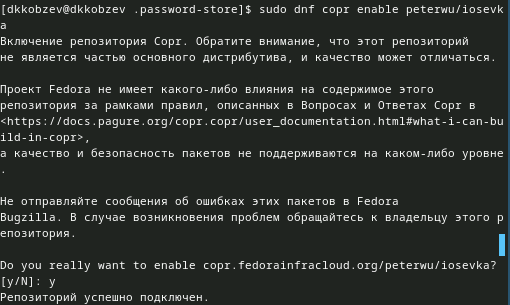 [dkkobzev@dkkobzev .password-store]$ sudo dnf copr enable peterwu/iosevk
a
Включение репозитория Copr. Обратите внимание, что этот репозиторий
не является частью основного дистрибутива, и качество может отличаться.
Проект Fedora не имеет какого-либо влияния на содержимое этого
репозитория за рамками правил, описанных в Вопросах и Ответах Copr в
<https://docs.pagure.org/copr.copr/user_documentation.html#what-i-can-bu
ild-in-copr>,
а качество и безопасность пакетов не поддерживаются на каком-либо уровне
.
Не отправляйте сообщения об ошибках этих пакетов в Fedora
Bugzilla. В случае возникновения проблем обращайтесь к владельцу этого р
епозитория.
Do you really want to enable copr.fedorainfracloud.org/peterwu/iosevka?
[y/N]: y
Репозиторий успешно подключен.